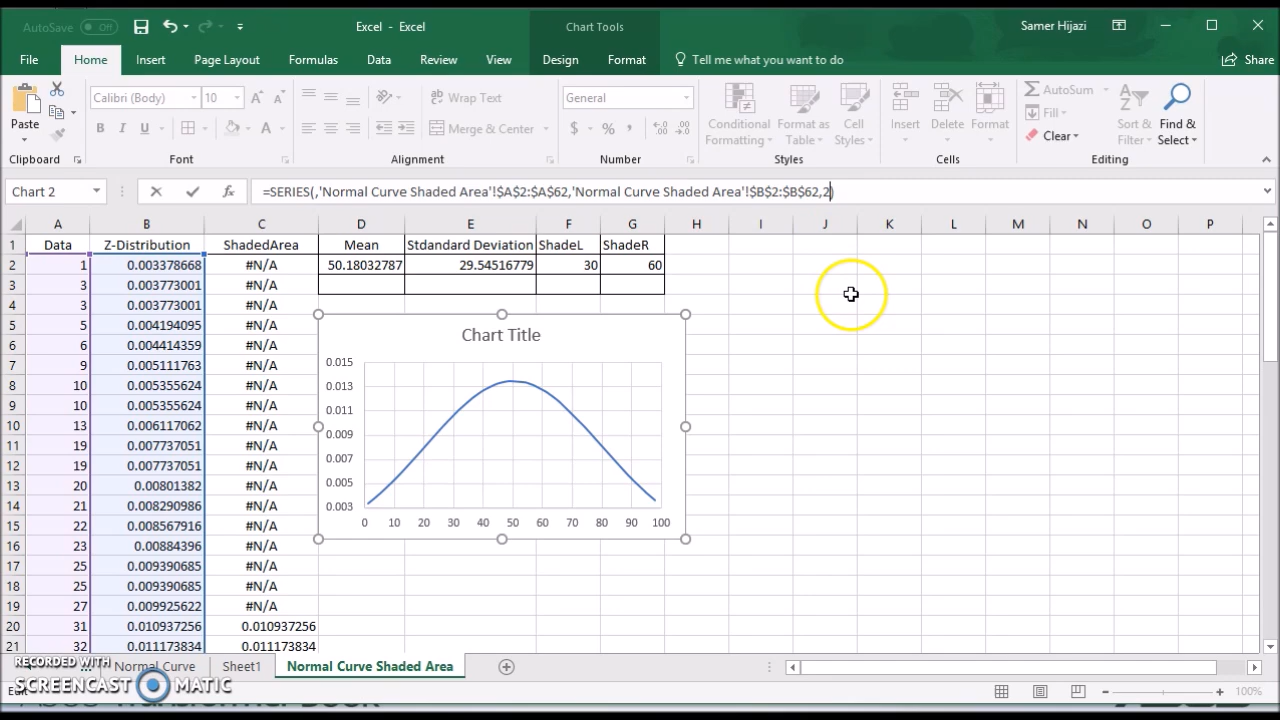 AutoSave Off Excel - Excel Chart Tools Samer Hijazi
File Home Insert Page Layout Formulas Data Review View Design Format Tell me what you want to do Share
Paste Calibri (Body) 10 Wrap Text General Conditional Formatting Format as Table Cell Styles Insert Delete Format AutoSum Fill Clear Sort & Filter Find & Select
B I U Merge & Center $ % ,
Clipboard Font Alignment Number Styles Cells Editing
Chart 2 fx =SERIES(,'Normal Curve Shaded Area'!$A$2:$A$62,'Normal Curve Shaded Area'!$B$2:$B$62,2)
A B C D E F G H I J K L M N O P
1 Data Z-Distribution ShadedArea Mean Stdandard Deviation ShadeL ShadeR
2 1 0.003378668 #N/A 50.18032787 29.54516779 30 60
3 3 0.003773001 #N/A
4 3 0.003773001 #N/A
5 5 0.004194095 #N/A
6 6 0.004414359 #N/A
7 9 0.005111763 #N/A
8 10 0.005355624 #N/A
9 10 0.005355624 #N/A
10 13 0.006117062 #N/A
11 19 0.007737051 #N/A
12 19 0.007737051 #N/A
13 20 0.00801382 #N/A
14 21 0.008290986 #N/A
15 22 0.008567916 #N/A
16 23 0.00884396 #N/A
17 25 0.009390685 #N/A
18 25 0.009390685 #N/A
19 27 0.009925622 #N/A
20 31 0.010937256 0.010937256
21 32 0.011173834 0.011173834
Chart Title
0.015
0.013
0.011
0.009
0.007
0.005
0.003
0 10 20 30 40 50 60 70 80 90 100
... Normal Curve Sheet1 Normal Curve Shaded Area
RECORDED WITH
SCREENCAST MATIC
Edit 100%